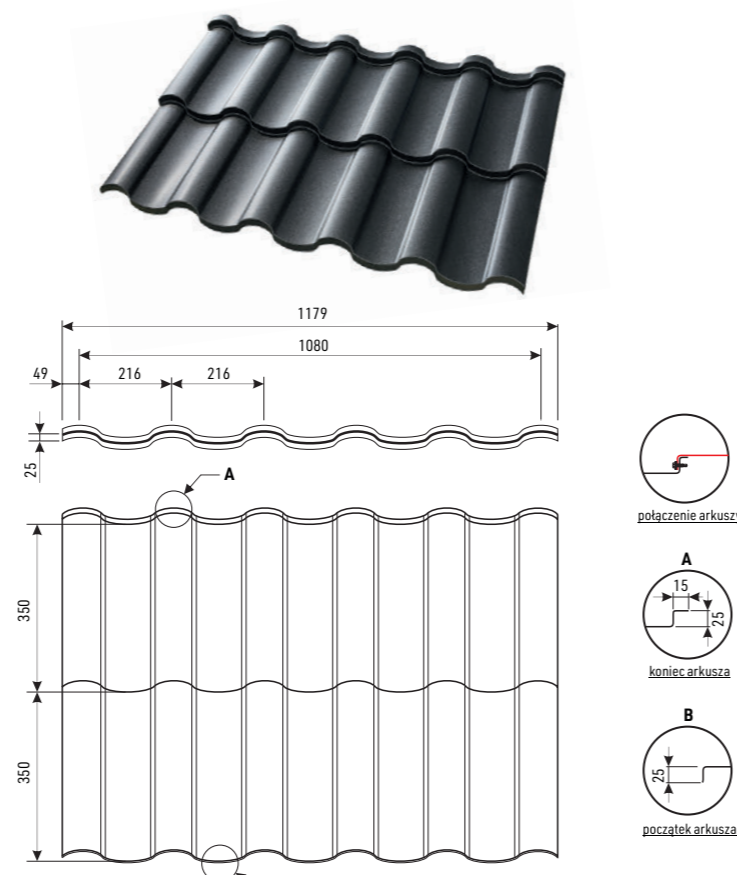 1179
1080
49
216
216
25
A
350
350
połączenie arkuszy
A
15
25
koniec arkusza
B
25
początek arkusza